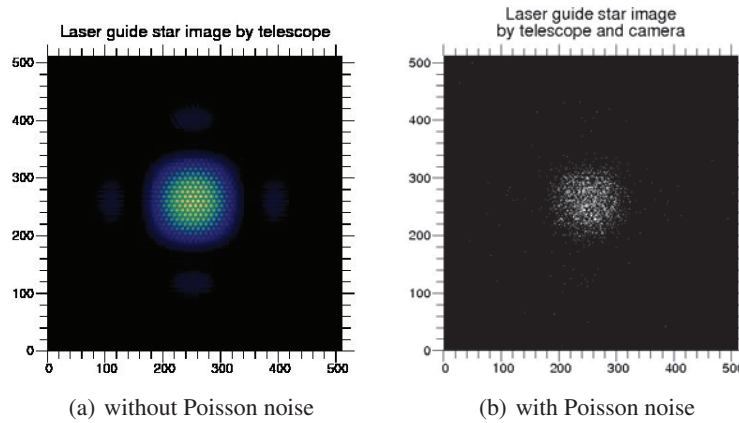 Laser guide star image by telescope
500
400
300
200
100
0
0 100 200 300 400 500
(a) without Poisson noise
Laser guide star image
by telescope and camera
500
400
300
200
100
0
0 100 200 300 400 500
(b) with Poisson noise